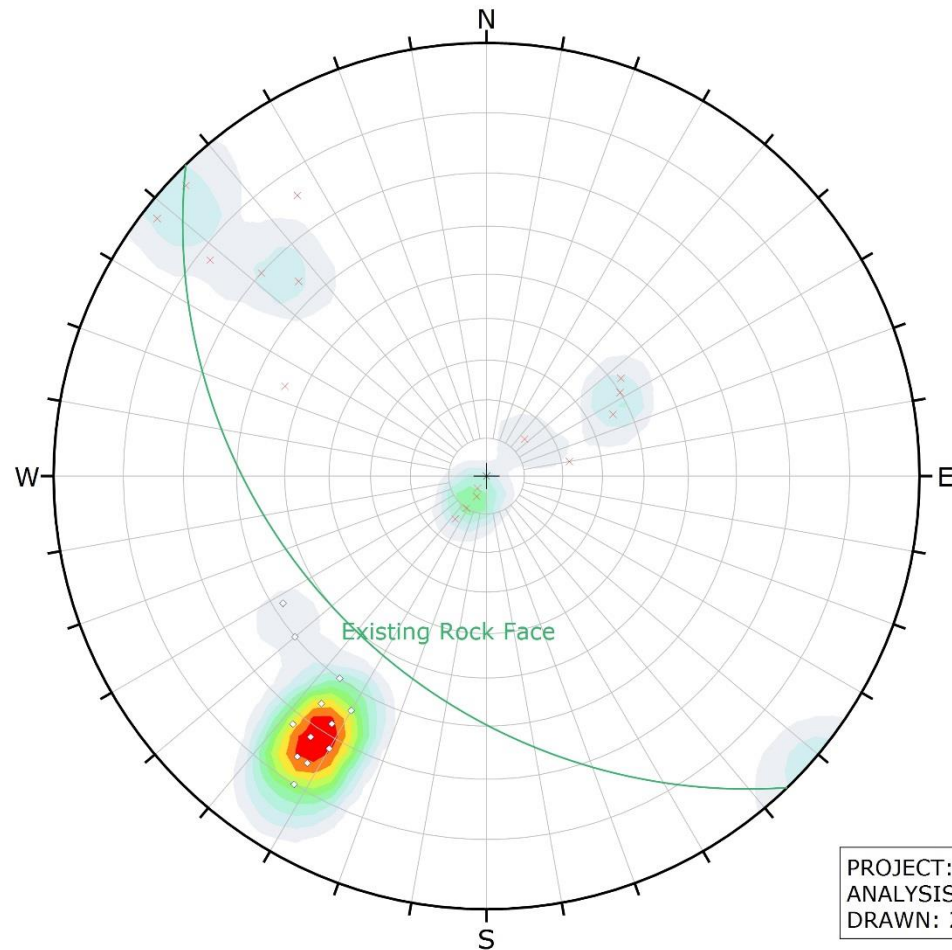 N
W
E
Existing Rock Face
PROJECT:
ANALYSIS
DRAWN:
S